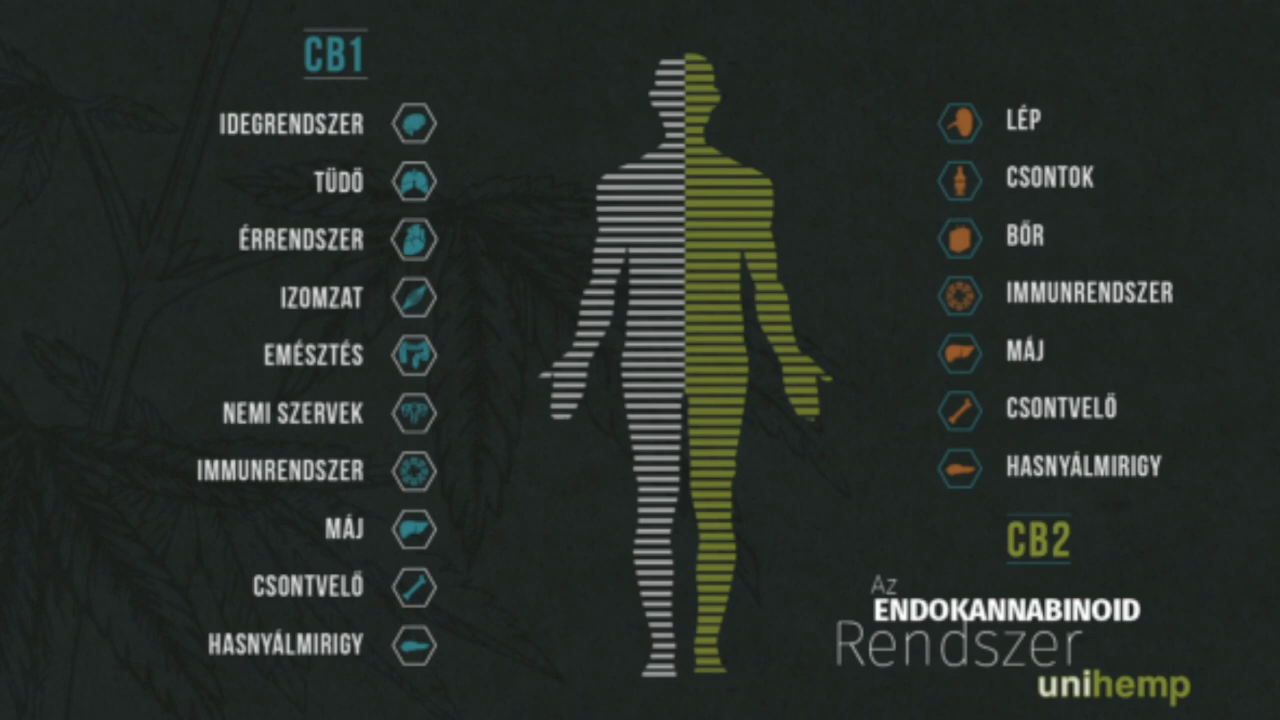 CB1
IDEGRENDSZER
TÜDŐ
ÉRRENDSZER
IZOMZAT
EMÉSZTÉS
NEMI SZERVEK
IMMUNRENDSZER
MÁJ
CSONTVELŐ
HASNYÁLMIRIGY
LÉP
CSONTOK
BŐR
IMMUNRENDSZER
MÁJ
CSONTVELŐ
HASNYÁLMIRIGY
CB2
Az
ENDOKANNABINOID
Rendszer
unihemp